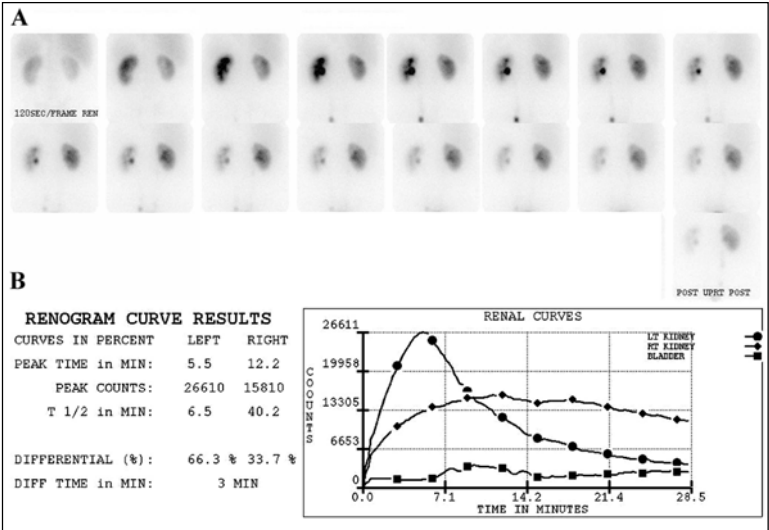 A
120SEC/FRAME REN
POST UPRT POST
B
RENOGRAM CURVE RESULTS
CURVES IN PERCENT LEFT RIGHT
PEAK TIME in MIN: 5.5 12.2
PEAK COUNTS: 26610 15810
T 1/2 in MIN: 6.5 40.2
DIFFERENTIAL (%): 66.3 % 33.7 %
DIFF TIME in MIN: 3 MIN
RENAL CURVES
LT KIDNEY
RT KIDNEY
BLADDER
26611
19958
13305
6653
0
COOUNTS
0.0 7.1 14.2 21.4 28.5
TIME IN MINUTES